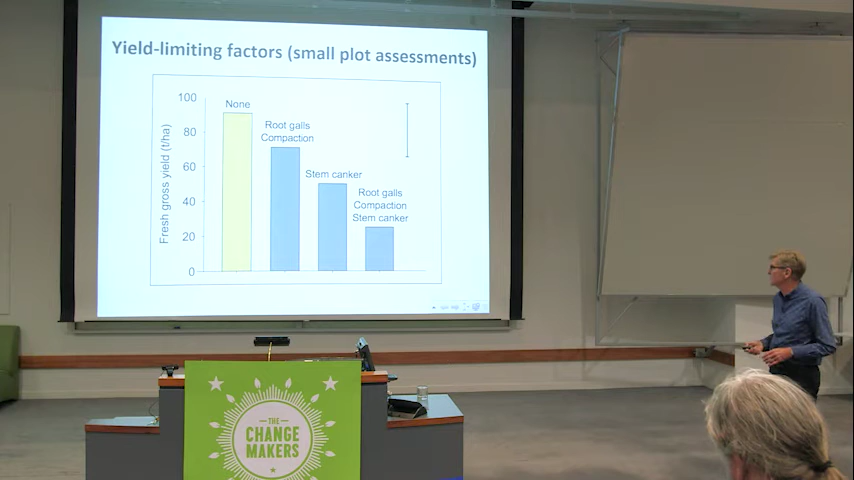 Yield-limiting factors (small plot assessments)
Fresh gross yield (t/ha)
100
80
60
40
20
0
None
Root galls
Compaction
Stem canker
Root galls
Compaction
Stem canker
THE
CHANGE
MAKERS